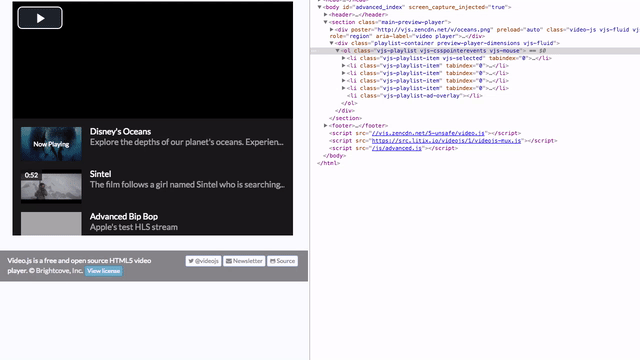 Now Playing
Disney's Oceans
Explore the depths of our planet's oceans. Experien...
0:52
Sintel
The film follows a girl named Sintel who is searching...
Advanced Bip Bop
Apple's test HLS stream
Video.js is a free and open source HTML5 video
player. © Brightcove, Inc. View license
@videojs
Newsletter
Source
▼<body id="advanced_index" screen_capture_injected="true">
▶<header>…</header>
▼<section class="main-preview-player">
▶<div poster="http://vjs.zencdn.net/v/oceans.png" preload="auto" class="video-js vjs-fluid
role="region" aria-label="video player">…</div>
▼<div class="playlist-container preview-player-dimensions vjs-fluid">
▼<ol class="vjs-playlist vjs-csspointerevents vjs-mouse"> == $0
▶<li class="vjs-playlist-item vjs-selected" tabindex="0">…</li>
▶<li class="vjs-playlist-item" tabindex="0">…</li>
▶<li class="vjs-playlist-item" tabindex="0">…</li>
▶<li class="vjs-playlist-item" tabindex="0">…</li>
▶<li class="vjs-playlist-item" tabindex="0">…</li>
<li class="vjs-playlist-ad-overlay"></li>
</ol>
</div>
</section>
▶<footer>…</footer>
<script src="//vjs.zencdn.net/5-unsafe/video.js"></script>
<script src="https://src.litix.io/videojs/1/videojs-mux.js"></script>
<script src="/js/advanced.js"></script>
</body>
</html>